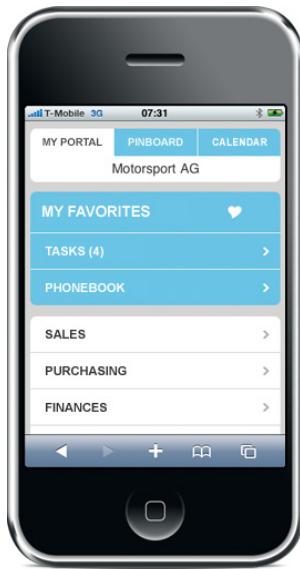 T-Mobile 3G 07:31
MY PORTAL PINBOARD CALENDAR
Motorsport AG
MY FAVORITES
TASKS (4)
PHONEBOOK
SALES
PURCHASING
FINANCES